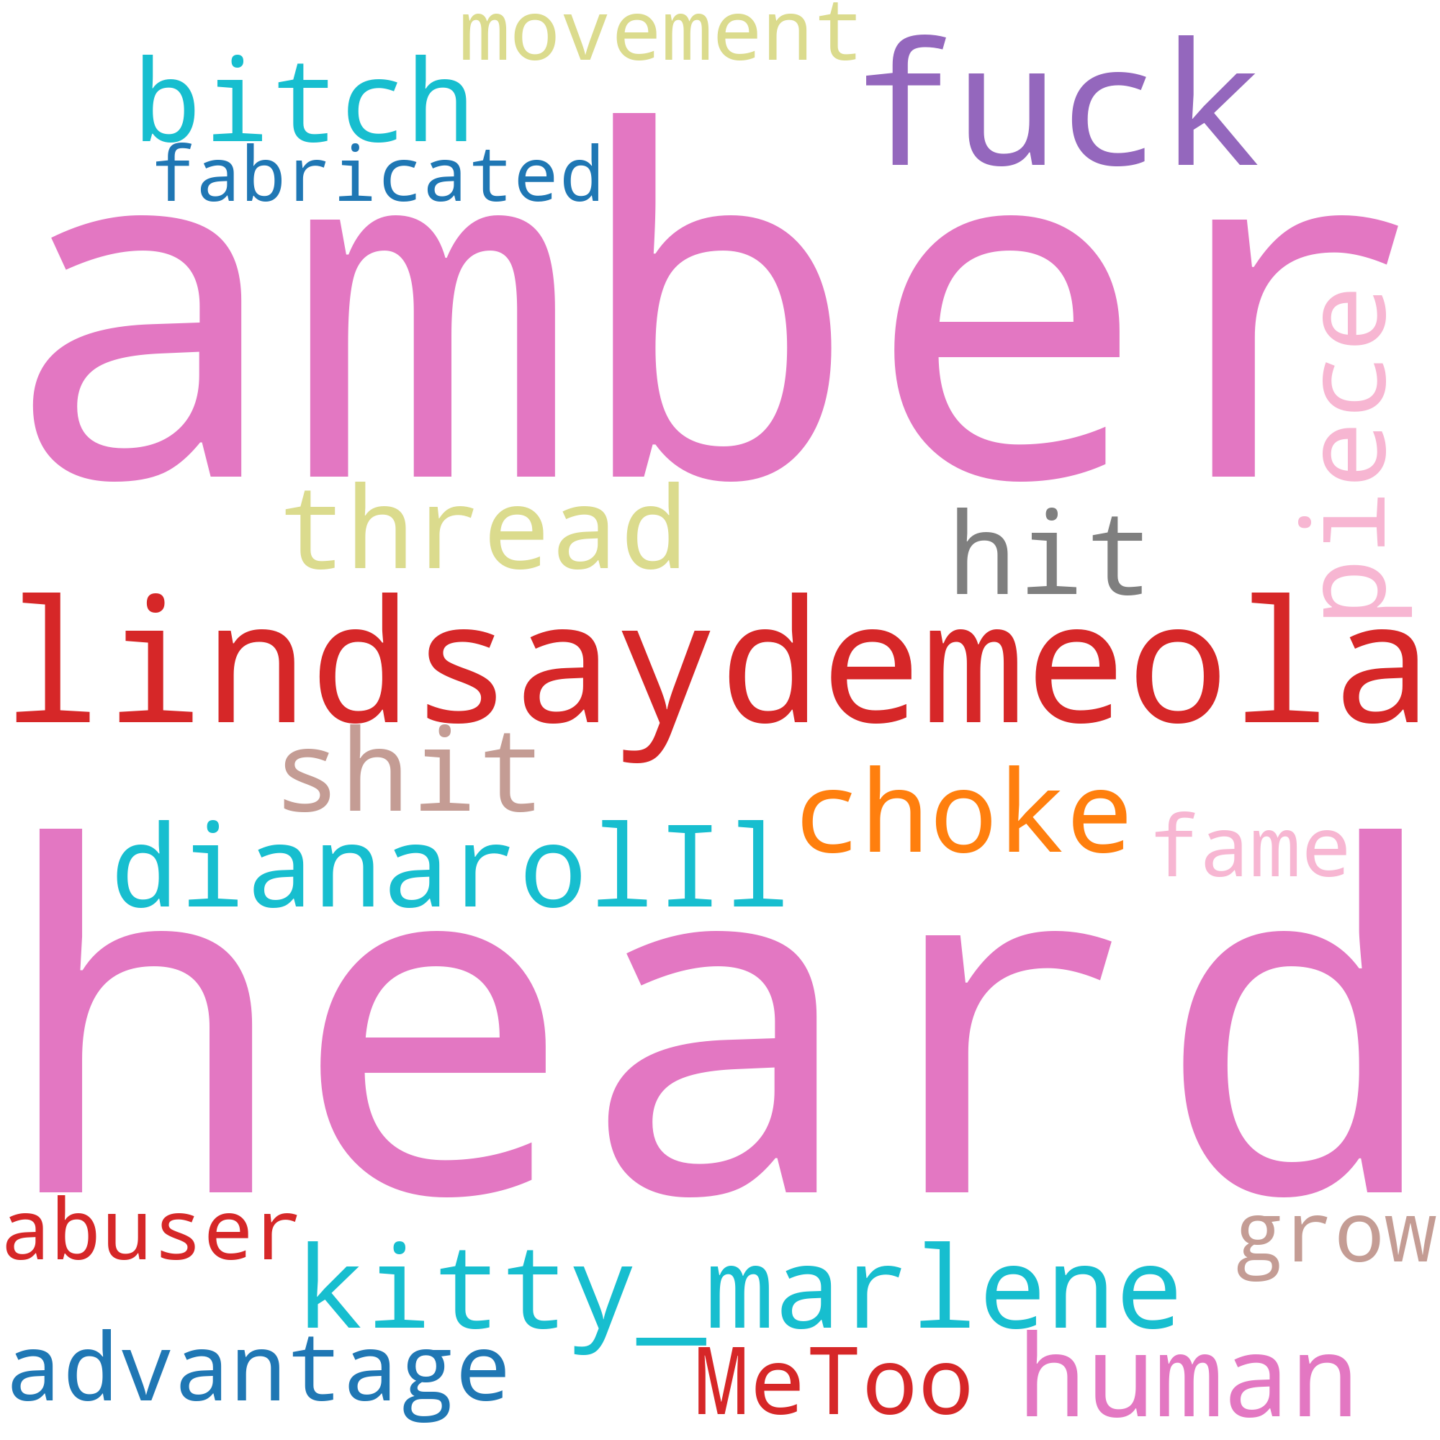 movement
fuck
bitch
fabricated
amber
piece
thread
hit
lindsaydemeola
shit
choke
dianarolIl
fame
heard
abuser
grow
kitty_marlene
advantage
MeToo
human